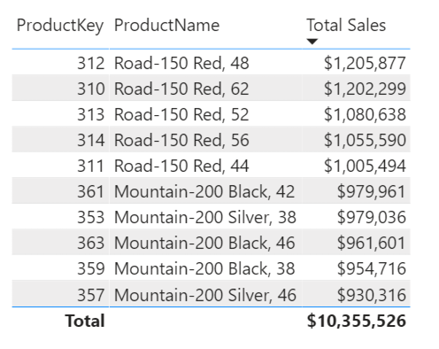 ProductKey ProductName Total Sales
312 Road-150 Red, 48 $1,205,877
310 Road-150 Red, 62 $1,202,299
313 Road-150 Red, 52 $1,080,638
314 Road-150 Red, 56 $1,055,590
311 Road-150 Red, 44 $1,005,494
361 Mountain-200 Black, 42 $979,961
353 Mountain-200 Silver, 38 $979,036
363 Mountain-200 Black, 46 $961,601
359 Mountain-200 Black, 38 $954,716
357 Mountain-200 Silver, 46 $930,316
Total $10,355,526